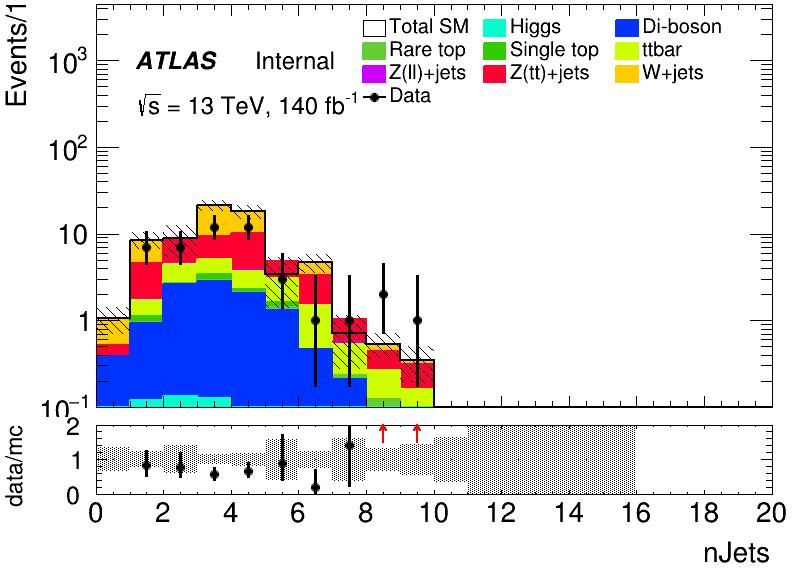 Events/1
10³
10²
10
1
10⁻¹
ATLAS Internal
√s = 13 TeV, 140 fb⁻¹
Total SM Higgs Di-boson
Rare top Single top ttbar
Z(ll)+jets Z(tt)+jets W+jets
Data
data/mc
2
1
0
0 2 4 6 8 10 12 14 16 18 20
nJets